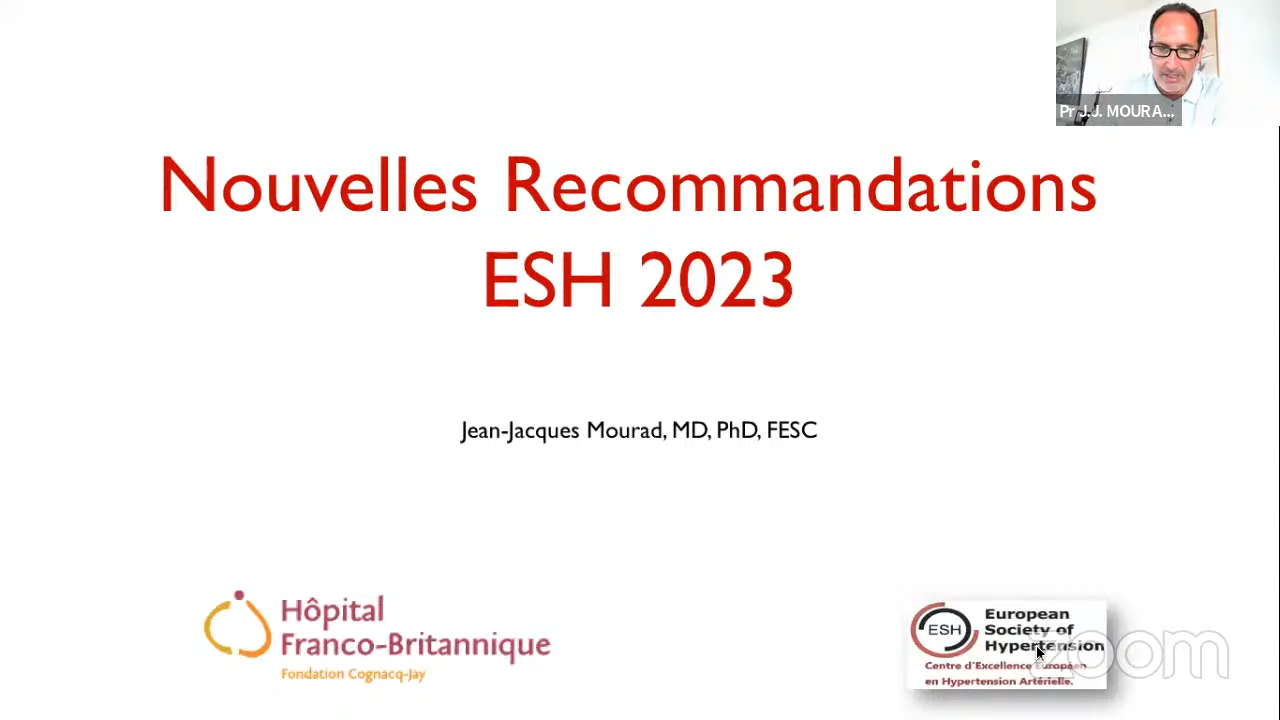 Pr J.J. MOURA...
Nouvelles Recommandations
ESH 2023
Jean-Jacques Mourad, MD, PhD, FESC
Hôpital
Franco-Britannique
Fondation Cognacq-Jay
ESH
European
Society of
Hypertension
Centre d'Excellence Européen
en Hypertension Artérielle.
zoom